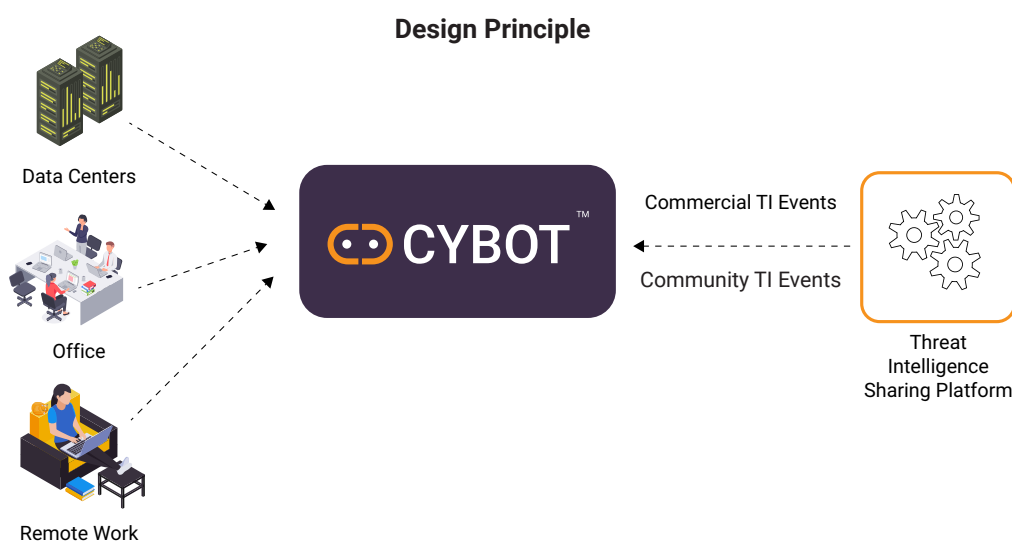 Design Principle
Data Centers
Office
Remote Work
CYBOT™
Commercial TI Events
Community TI Events
Threat
Intelligence
Sharing Platform